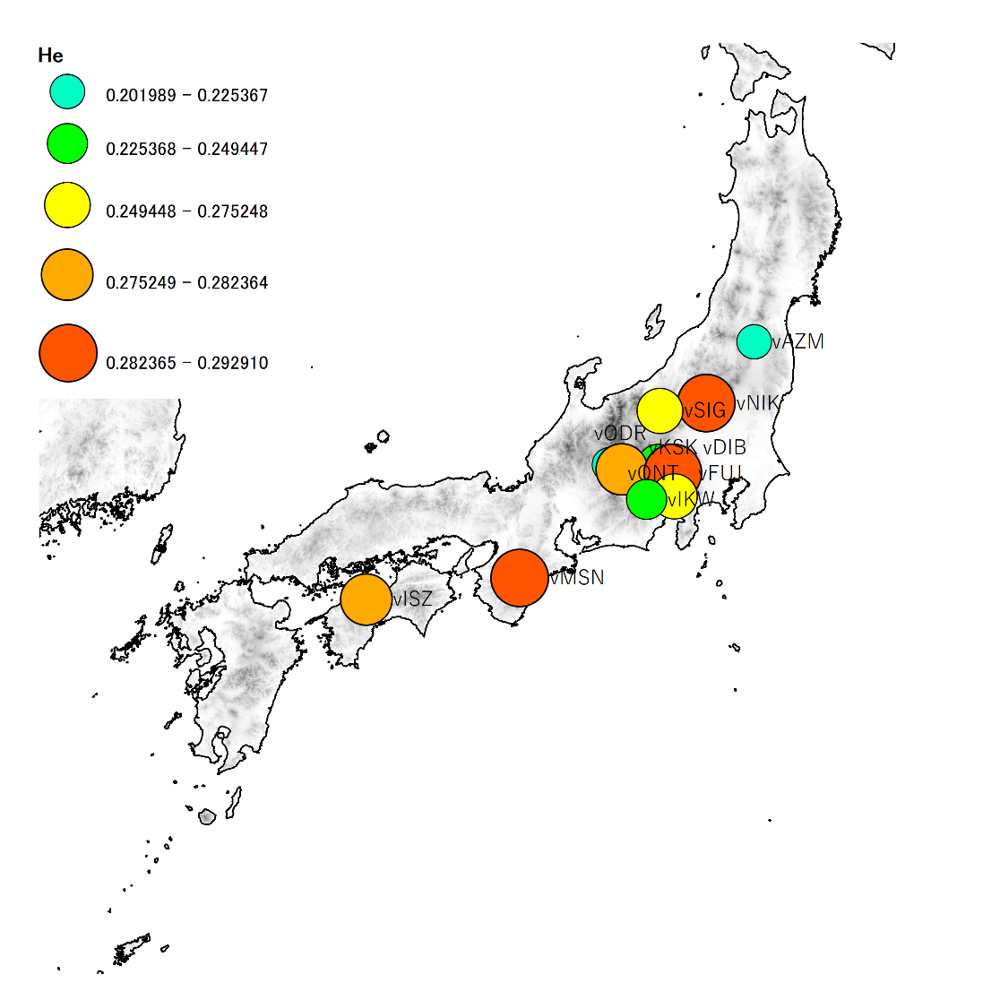 He
0.201989 – 0.225367
0.225368 – 0.249447
0.249448 – 0.275248
0.275249 – 0.282364
0.282365 – 0.292910
vAZM
vNIK
vSIG
vODR
vKSK
vDIB
vONT
vFUJ
vIKW
vMSN
vISZ